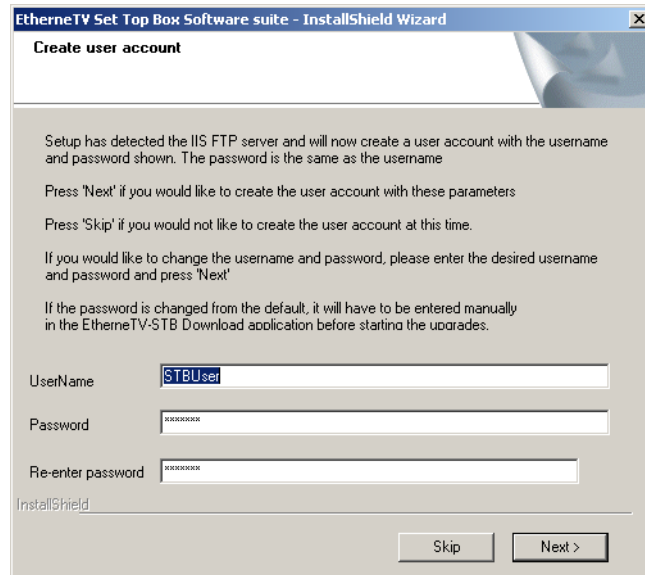 EtherneTV Set Top Box Software suite - InstallShield Wizard
Create user account
Setup has detected the IIS FTP server and will now create a user account with the username
and password shown. The password is the same as the username
Press 'Next' if you would like to create the user account with these parameters
Press 'Skip' if you would not like to create the user account at this time.
If you would like to change the username and password, please enter the desired username
and password and press 'Next'
If the password is changed from the default, it will have to be entered manually
in the EtherneTV-STB Download application before starting the upgrades.
UserName
STBUser
Password
*******
Re-enter password
*******
InstallShield
Skip
Next >